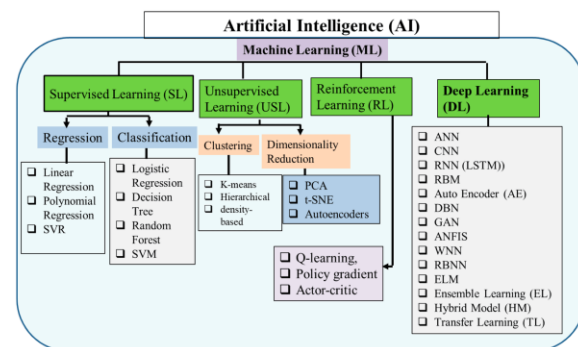 Artificial Intelligence (AI)
Machine Learning (ML)
Supervised Learning (SL)
Regression
❑ Linear
Regression
❑ Polynomial
Regression
❑ SVR
Classification
❑ Logistic
Regression
❑ Decision
Tree
❑ Random
Forest
❑ SVM
Unsupervised
Learning (USL)
Clustering
❑ K-means
❑ Hierarchical
❑ density-
based
Dimensionality
Reduction
❑ PCA
❑ t-SNE
❑ Autoencoders
Reinforcement
Learning (RL)
❑ Q-learning,
❑ Policy gradient
❑ Actor-critic
Deep Learning
(DL)
❑ ANN
❑ CNN
❑ RNN (LSTM))
❑ RBM
❑ Auto Encoder (AE)
❑ DBN
❑ GAN
❑ ANFIS
❑ WNN
❑ RBNN
❑ ELM
❑ Ensemble Learning (EL)
❑ Hybrid Model (HM)
❑ Transfer Learning (TL)